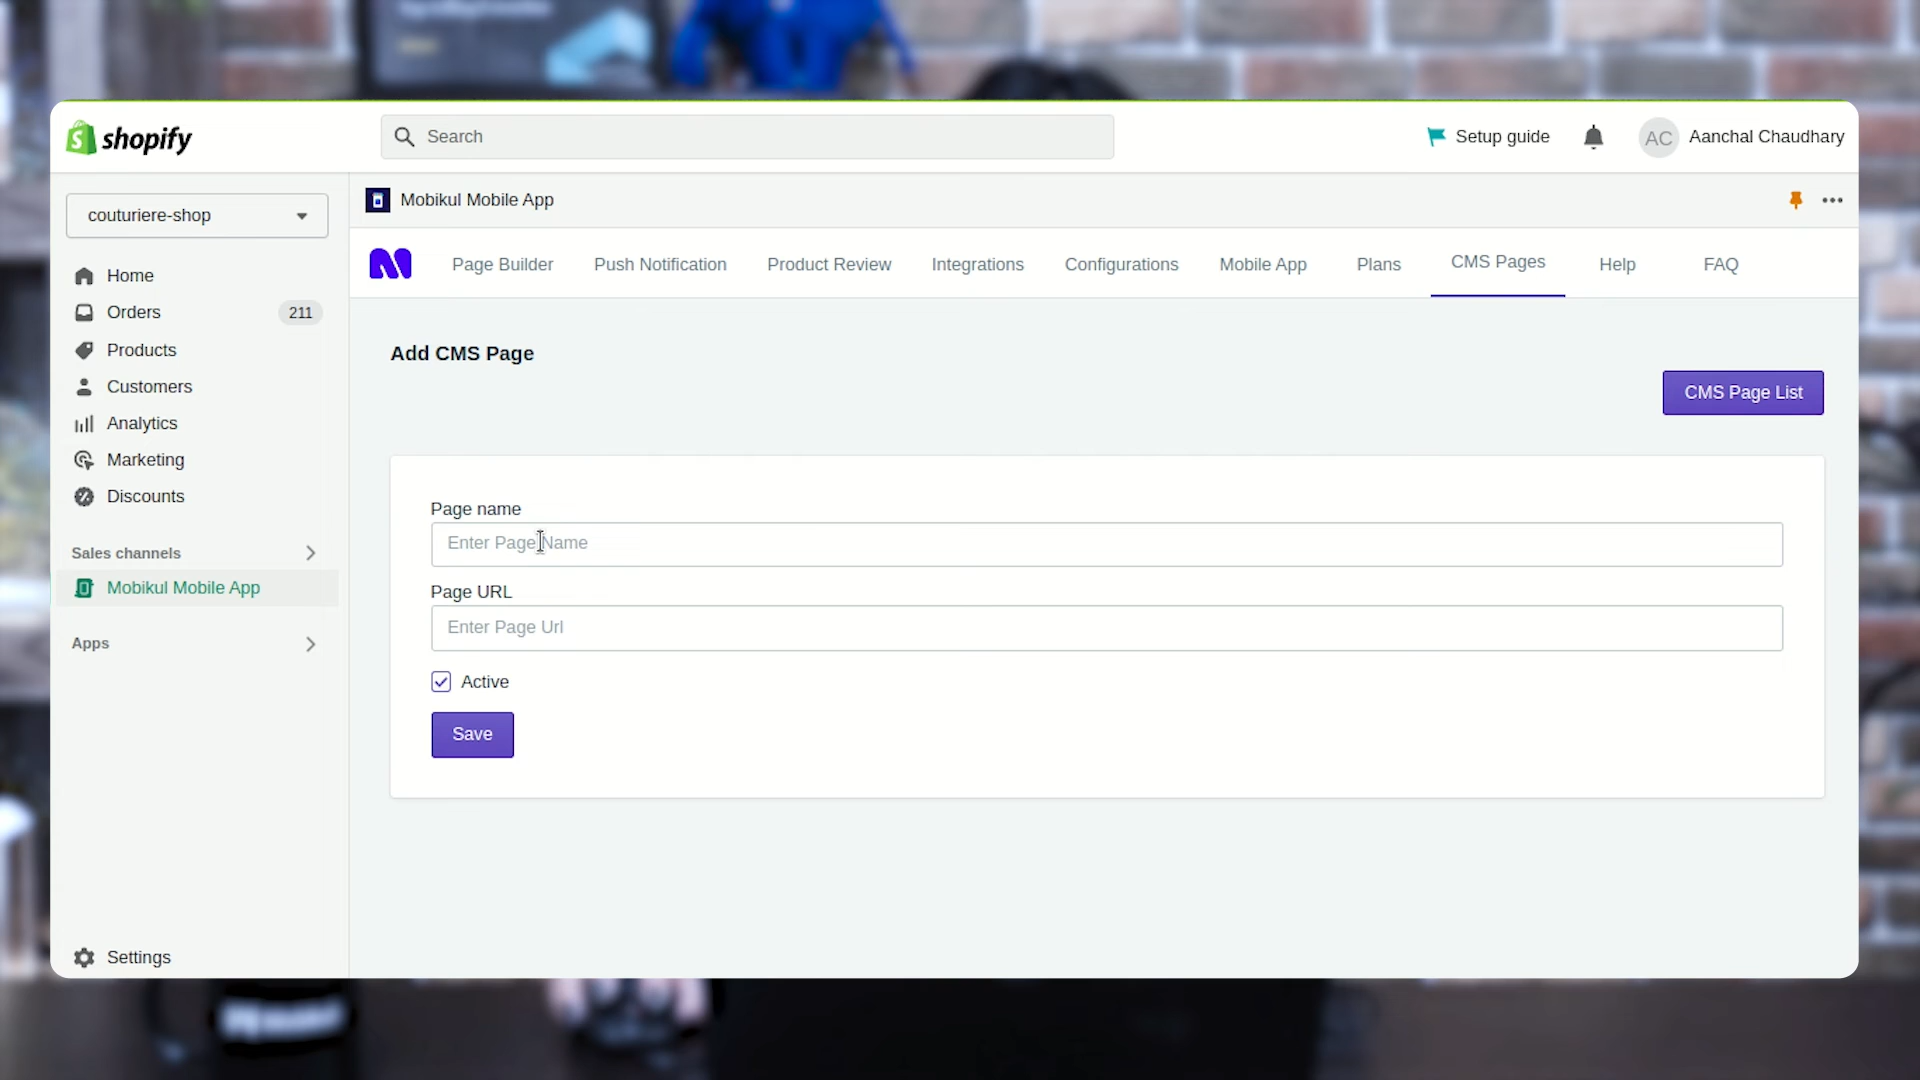 shopify
Search
Setup guide
AC
Aanchal Chaudhary
couturiere-shop
Mobikul Mobile App
Page Builder
Push Notification
Product Review
Integrations
Configurations
Mobile App
Plans
CMS Pages
Help
FAQ
Home
Orders
211
Products
Customers
Analytics
Marketing
Discounts
Sales channels
Mobikul Mobile App
Apps
Settings
Add CMS Page
CMS Page List
Page name
Enter Page Name
Page URL
Enter Page Url
Active
Save